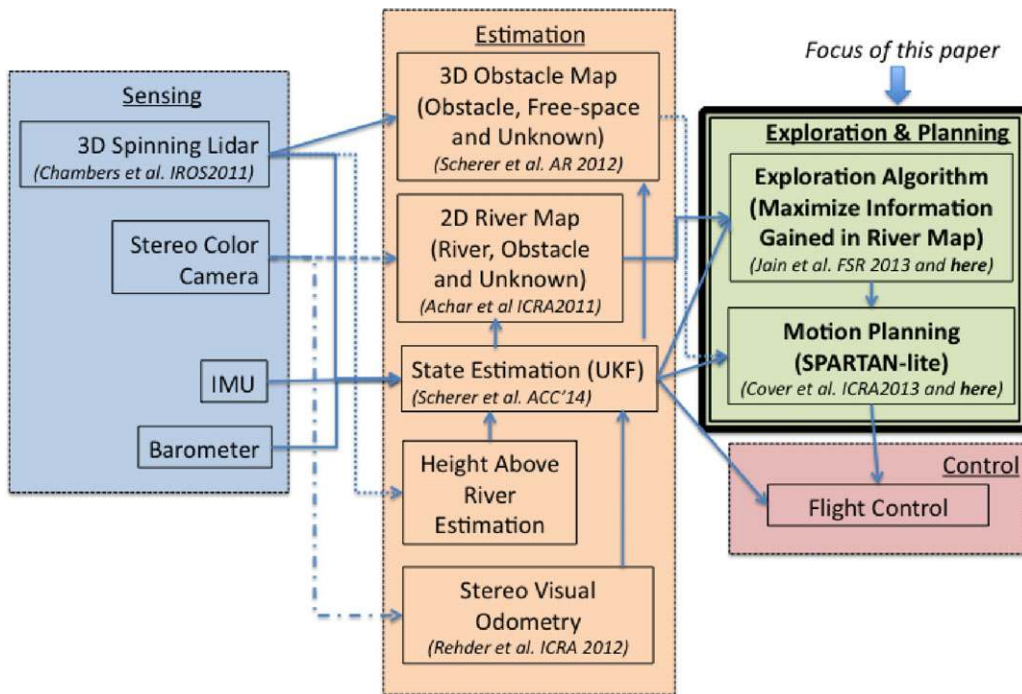 Sensing
3D Spinning Lidar
(Chambers et al. IROS2011)
Stereo Color
Camera
IMU
Barometer
Estimation
3D Obstacle Map
(Obstacle, Free-space
and Unknown)
(Scherer et al. AR 2012)
2D River Map
(River, Obstacle
and Unknown)
(Achar et al ICRA2011)
State Estimation (UKF)
(Scherer et al. ACC'14)
Height Above
River
Estimation
Stereo Visual
Odometry
(Rehder et al. ICRA 2012)
Focus of this paper
Exploration & Planning
Exploration Algorithm
(Maximize Information
Gained in River Map)
(Jain et al. FSR 2013 and here)
Motion Planning
(SPARTAN-lite)
(Cover et al. ICRA2013 and here)
Control
Flight Control